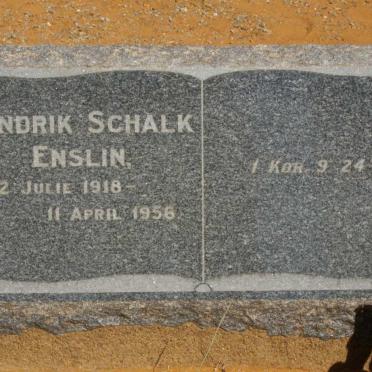 NDRIK SCHALK
ENSLIN.
2 JULIE 1918 –
11 APRIL 1956
1 KOR. 9 24